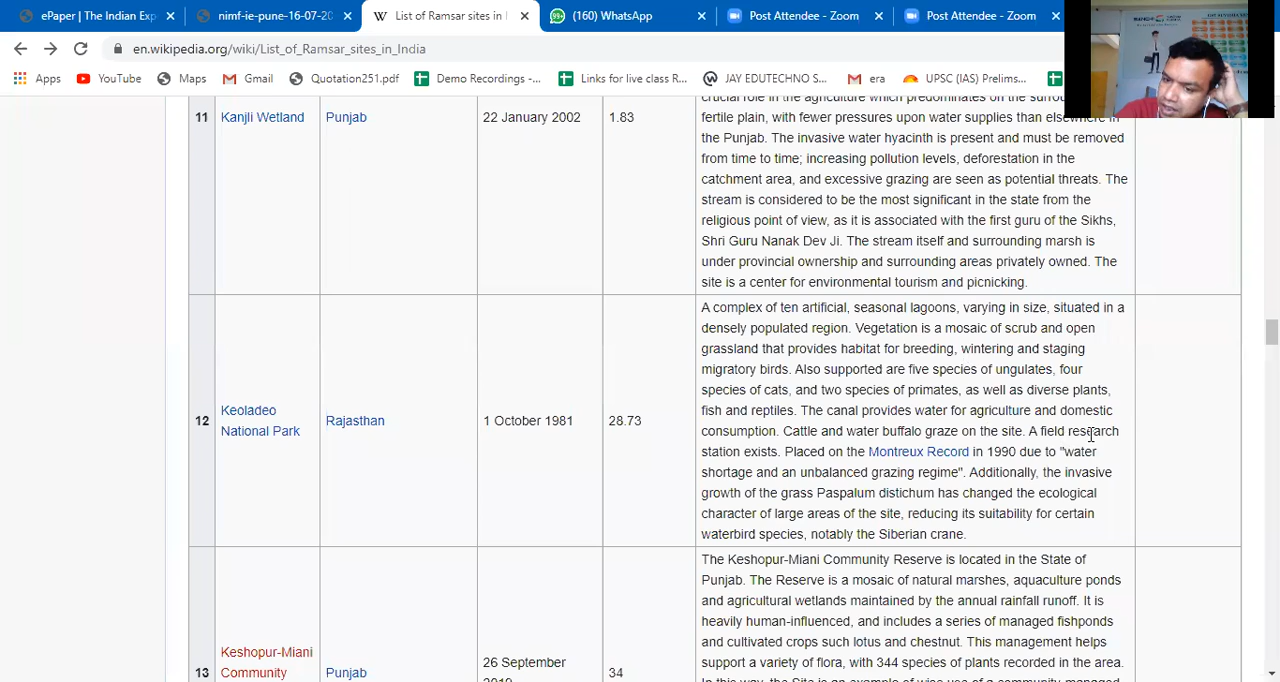 ePaper | The Indian Exp
nimf-ie-pune-16-07-20
W List of Ramsar sites in I
99+ (160) WhatsApp
Post Attendee - Zoom
Post Attendee - Zoom
en.wikipedia.org/wiki/List_of_Ramsar_sites_in_India
Apps YouTube Maps Gmail Quotation251.pdf Demo Recordings -... Links for live class R... JAY EDUTECHNO S... era UPSC (IAS) Prelims...
crucial role in the agriculture which predominates on the surrou
11 Kanjli Wetland Punjab 22 January 2002 1.83 fertile plain, with fewer pressures upon water supplies than elsewhere in
the Punjab. The invasive water hyacinth is present and must be removed
from time to time; increasing pollution levels, deforestation in the
catchment area, and excessive grazing are seen as potential threats. The
stream is considered to be the most significant in the state from the
religious point of view, as it is associated with the first guru of the Sikhs,
Shri Guru Nanak Dev Ji. The stream itself and surrounding marsh is
under provincial ownership and surrounding areas privately owned. The
site is a center for environmental tourism and picnicking.
A complex of ten artificial, seasonal lagoons, varying in size, situated in a
densely populated region. Vegetation is a mosaic of scrub and open
grassland that provides habitat for breeding, wintering and staging
migratory birds. Also supported are five species of ungulates, four
species of cats, and two species of primates, as well as diverse plants,
fish and reptiles. The canal provides water for agriculture and domestic
12 Keoladeo
National Park Rajasthan 1 October 1981 28.73
consumption. Cattle and water buffalo graze on the site. A field research
station exists. Placed on the Montreux Record in 1990 due to "water
shortage and an unbalanced grazing regime". Additionally, the invasive
growth of the grass Paspalum distichum has changed the ecological
character of large areas of the site, reducing its suitability for certain
waterbird species, notably the Siberian crane.
The Keshopur-Miani Community Reserve is located in the State of
Punjab. The Reserve is a mosaic of natural marshes, aquaculture ponds
and agricultural wetlands maintained by the annual rainfall runoff. It is
heavily human-influenced, and includes a series of managed fishponds
and cultivated crops such lotus and chestnut. This management helps
support a variety of flora, with 344 species of plants recorded in the area.
In this way, the Site is an example of wise use of a community-managed
13 Keshopur-Miani
Community Punjab 26 September
2019 34